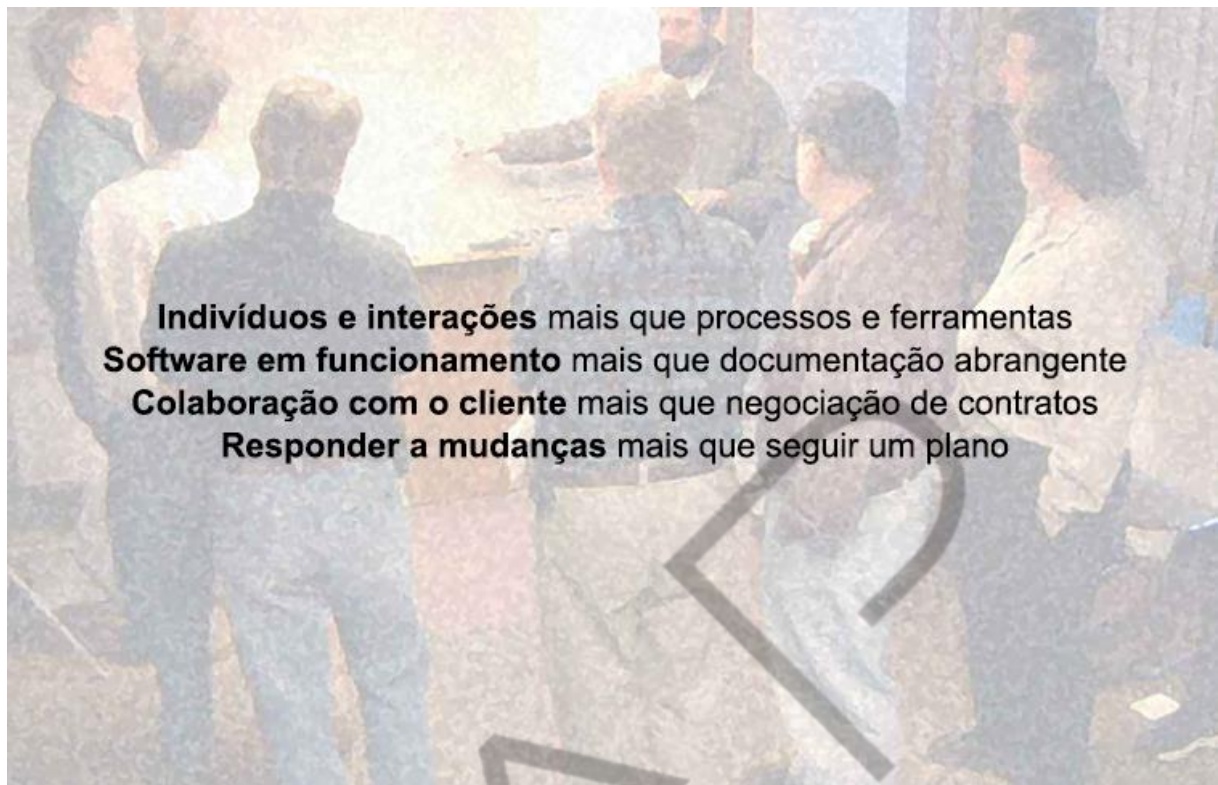 Indivíduos e interações mais que processos e ferramentas
Software em funcionamento mais que documentação abrangente
Colaboração com o cliente mais que negociação de contratos
Responder a mudanças mais que seguir um plano